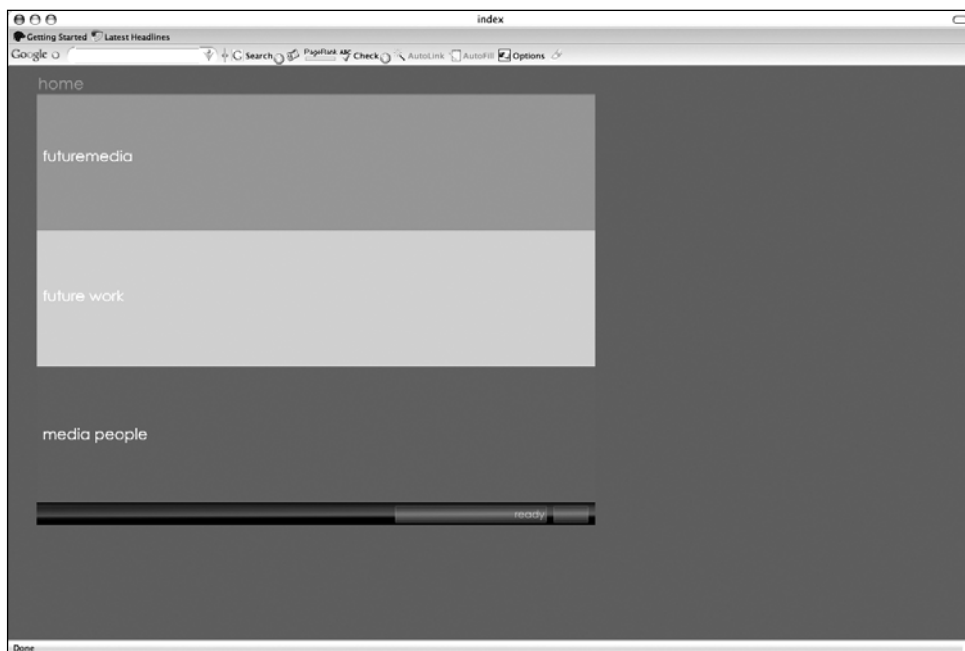 index
Getting Started Latest Headlines
Google G Search PageRank ABC Check AutoLink AutoFill Options
home
futuremedia
future work
media people
ready
Done